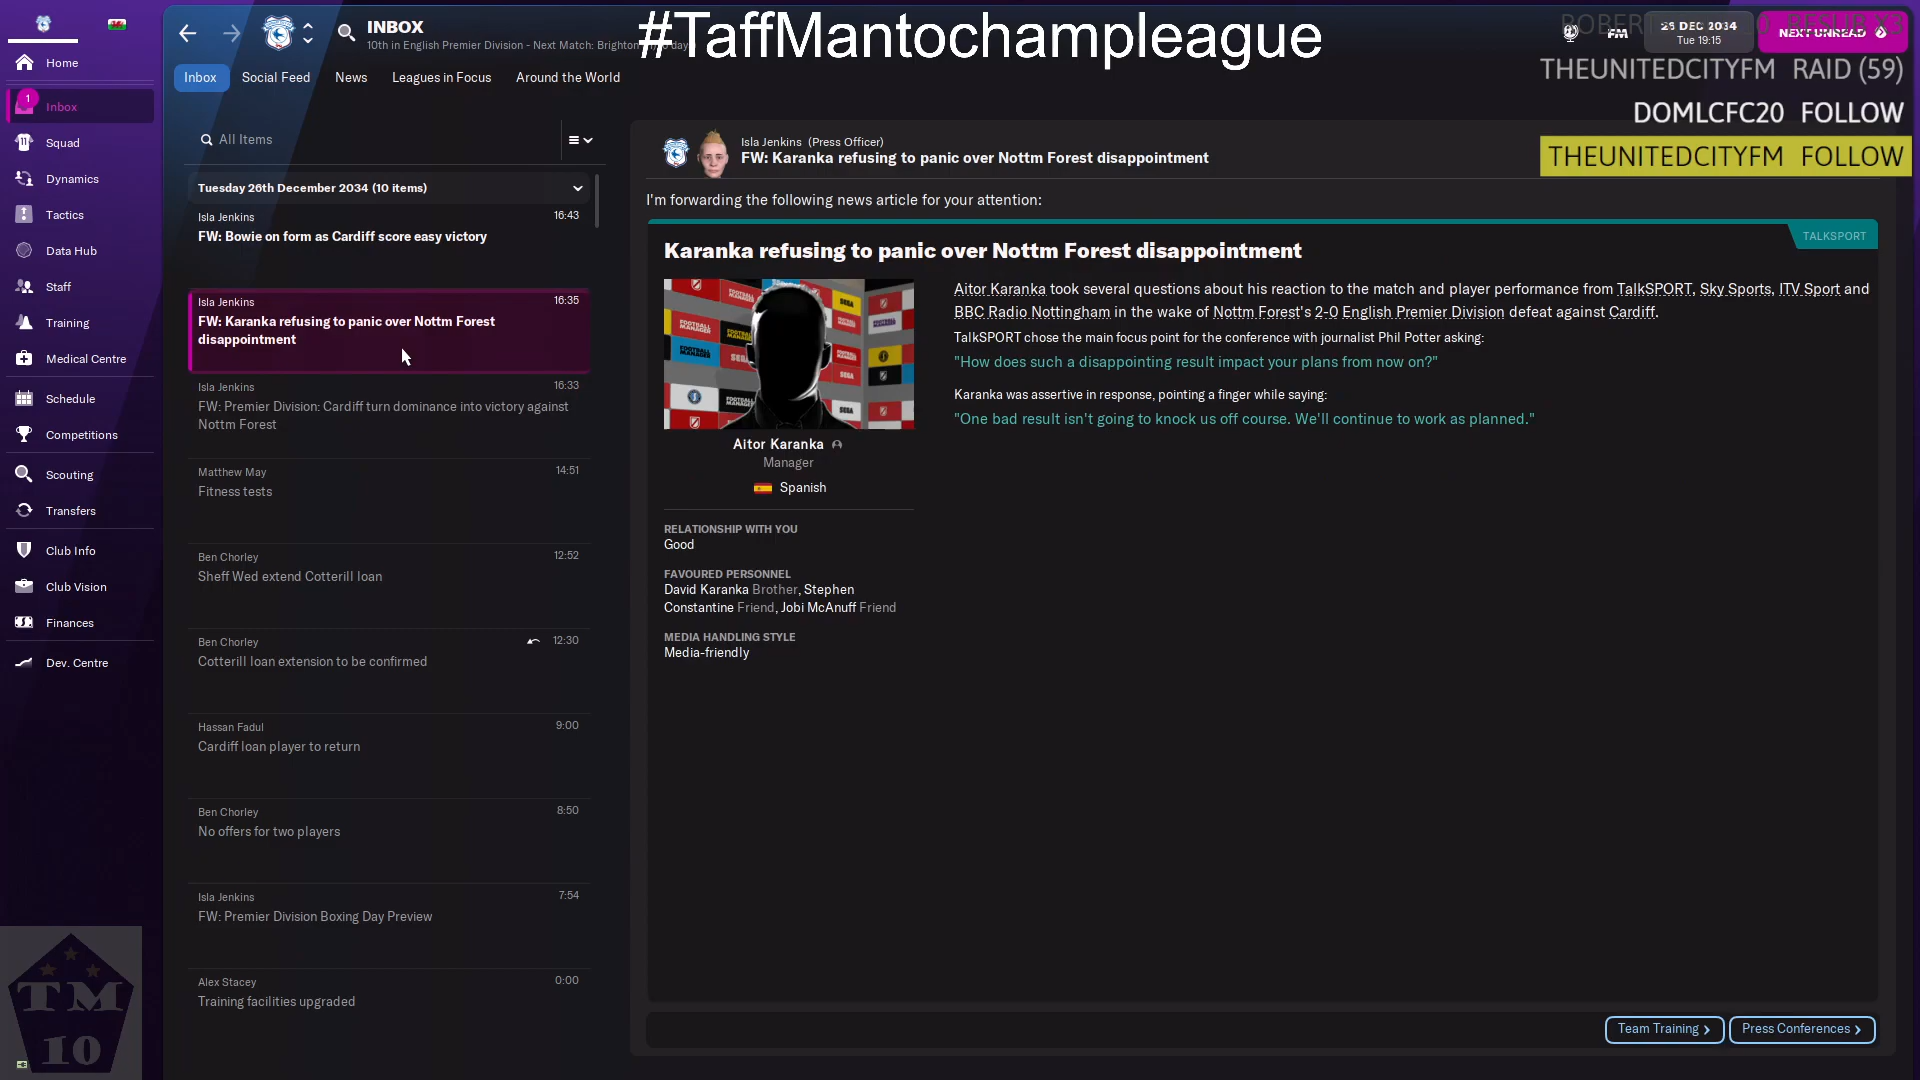 #TaffMantochampleague
INBOX
10th in English Premier Division - Next Match: Brighton
26 DEC 2034
Tue 19:15
NEXT UNREAD
THEUNITEDCITYFM RAID (59)
DOMLCFC20 FOLLOW
THEUNITEDCITYFM FOLLOW
Inbox
Social Feed
News
Leagues in Focus
Around the World
Home
1
Inbox
Squad
Dynamics
Tactics
Data Hub
Staff
Training
Medical Centre
Schedule
Competitions
Scouting
Transfers
Club Info
Club Vision
Finances
Dev. Centre
TM
10
All Items
Tuesday 26th December 2034 (10 items)
Isla Jenkins 16:43
FW: Bowie on form as Cardiff score easy victory
Isla Jenkins 16:35
FW: Karanka refusing to panic over Nottm Forest
disappointment
Isla Jenkins 16:33
FW: Premier Division: Cardiff turn dominance into victory against
Nottm Forest
Matthew May 14:51
Fitness tests
Ben Chorley 12:52
Sheff Wed extend Cotterill loan
Ben Chorley 12:30
Cotterill loan extension to be confirmed
Hassan Fadul 9:00
Cardiff loan player to return
Ben Chorley 8:50
No offers for two players
Isla Jenkins 7:54
FW: Premier Division Boxing Day Preview
Alex Stacey 0:00
Training facilities upgraded
Isla Jenkins (Press Officer)
FW: Karanka refusing to panic over Nottm Forest disappointment
I'm forwarding the following news article for your attention:
TALKSPORT
Karanka refusing to panic over Nottm Forest disappointment
Aitor Karanka took several questions about his reaction to the match and player performance from TalkSPORT, Sky Sports, ITV Sport and
BBC Radio Nottingham in the wake of Nottm Forest's 2-0 English Premier Division defeat against Cardiff.
TalkSPORT chose the main focus point for the conference with journalist Phil Potter asking:
"How does such a disappointing result impact your plans from now on?"
Karanka was assertive in response, pointing a finger while saying:
"One bad result isn't going to knock us off course. We'll continue to work as planned."
Aitor Karanka
Manager
Spanish
RELATIONSHIP WITH YOU
Good
FAVOURED PERSONNEL
David Karanka Brother, Stephen
Constantine Friend, Jobi McAnuff Friend
MEDIA HANDLING STYLE
Media-friendly
Team Training
Press Conferences